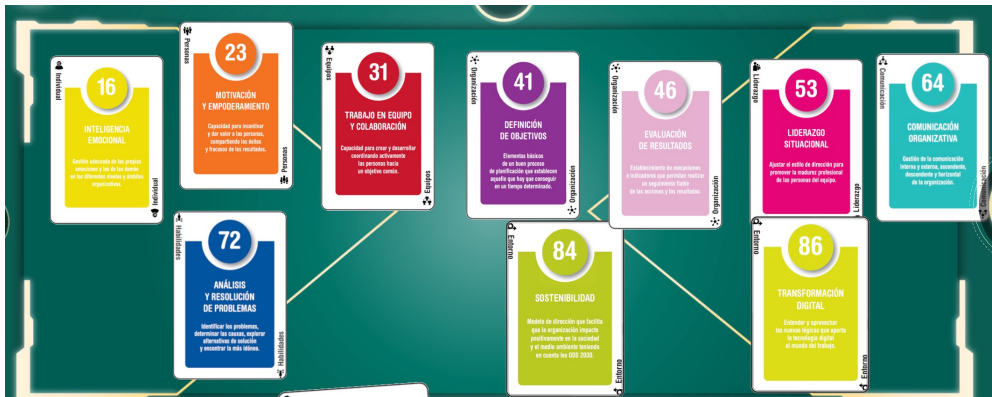 Individual
16
INTELIGENCIA
EMOCIONAL
Gestión adecuada de las propias
emociones y las de los demás
en los diferentes niveles y ámbitos
organizativos.
Individual
Personas
23
MOTIVACIÓN
Y EMPODERAMIENTO
Capacidad para incentivar
y dar valor a las personas,
compartiendo los éxitos
y fracasos de los resultados.
Personas
Equipos
31
TRABAJO EN EQUIPO
Y COLABORACIÓN
Capacidad para crear y desarrollar
coordinando activamente
las personas hacia
un objetivo común.
Equipos
Organización
41
DEFINICIÓN
DE OBJETIVOS
Elementos básicos
de un buen proceso
de planificación que establecen
aquello que hay que conseguir
en un tiempo determinado.
Organización
Organización
46
EVALUACIÓN
DE RESULTADOS
Establecimiento de mecanismos
e indicadores que permitan realizar
un seguimiento fiable
de las acciones y los resultados.
Organización
Liderazgo
53
LIDERAZGO
SITUACIONAL
Ajustar el estilo de dirección para
promover la madurez profesional
de las personas del equipo.
Liderazgo
Comunicación
64
COMUNICACIÓN
ORGANIZATIVA
Gestión de la comunicación
interna y externa, ascendente,
descendente y horizontal
de la organización.
Comunicación
Habilidades
72
ANÁLISIS
Y RESOLUCIÓN
DE PROBLEMAS
Identificar los problemas,
determinar las causas, explorar
alternativas de solución
y encontrar la más idónea.
Habilidades
Entorno
84
SOSTENIBILIDAD
Modelo de dirección que facilita
que la organización impacte
positivamente en la sociedad
y el medio ambiente teniendo
en cuenta los ODS 2030.
Entorno
Entorno
86
TRANSFORMACIÓN
DIGITAL
Entender y aprovechar
las nuevas lógicas que aporta
la tecnología digital
al mundo del trabajo.
Entorno